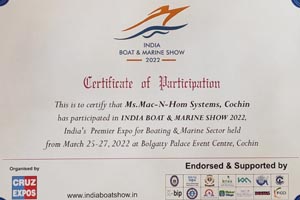 INDIA
BOAT & MARINE SHOW
2022
Certificate of Participation
This is to certify that Ms.Mac-N-Hom Systems, Cochin
has participated in INDIA BOAT & MARINE SHOW 2022,
India's Premier Expo for Boating & Marine Sector held
from March 25-27, 2022 at Bolgatty Palace Event Centre, Cochin
Organised by
CRUZ
EXPOS
www.indiaboatshow.in
Endorsed & Supported by
bip